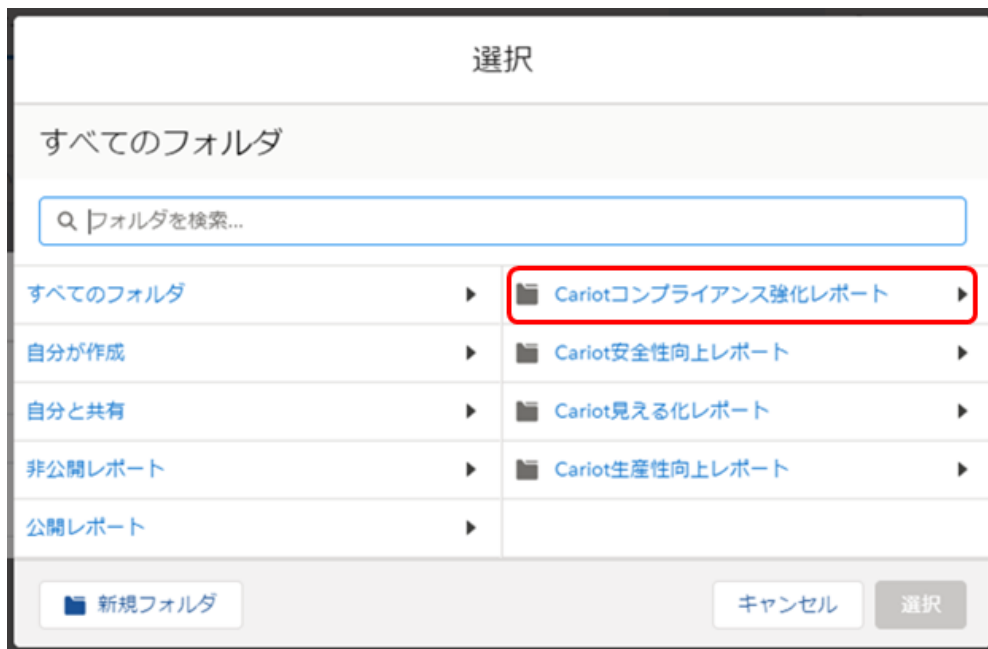 選択
すべてのフォルダ
フォルダを検索...
すべてのフォルダ
Cariotコンプライアンス強化レポート
自分が作成
Cariot安全性向上レポート
自分と共有
Cariot見える化レポート
非公開レポート
Cariot生産性向上レポート
公開レポート
新規フォルダ
キャンセル
選択